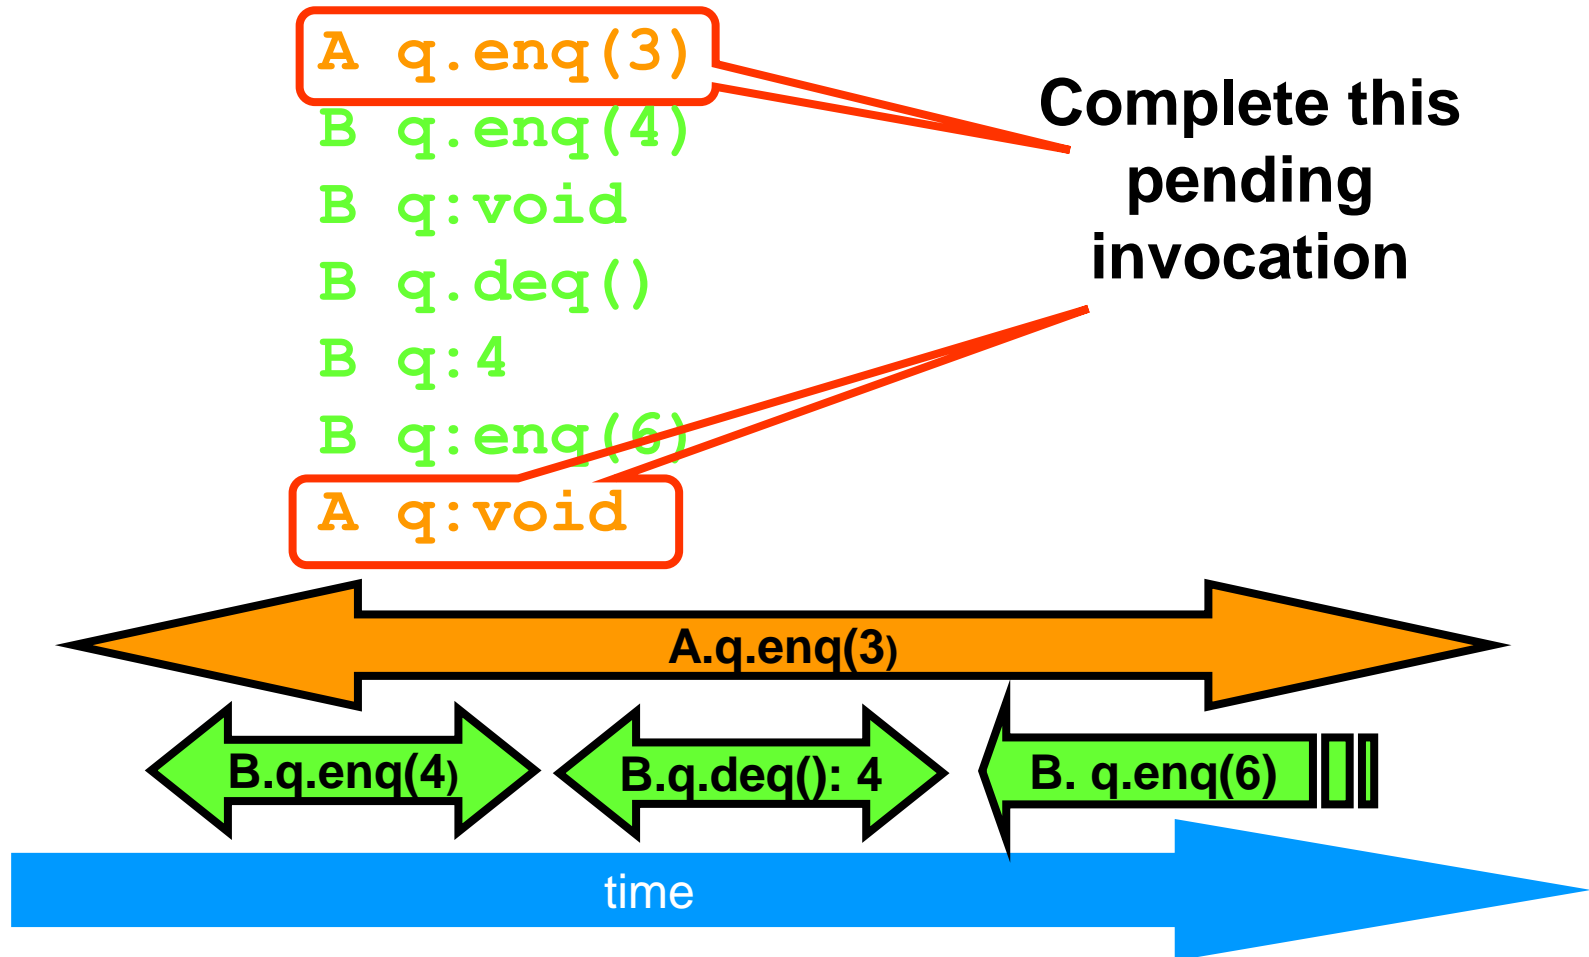 A q.enq(3)
B q.enq(4)
B q:void
B q.deq()
B q:4
B q:enq(6)
A q:void
Complete this
pending
invocation
A.q.enq(3)
B.q.enq(4)
B.q.deq(): 4
B. q.enq(6)
time